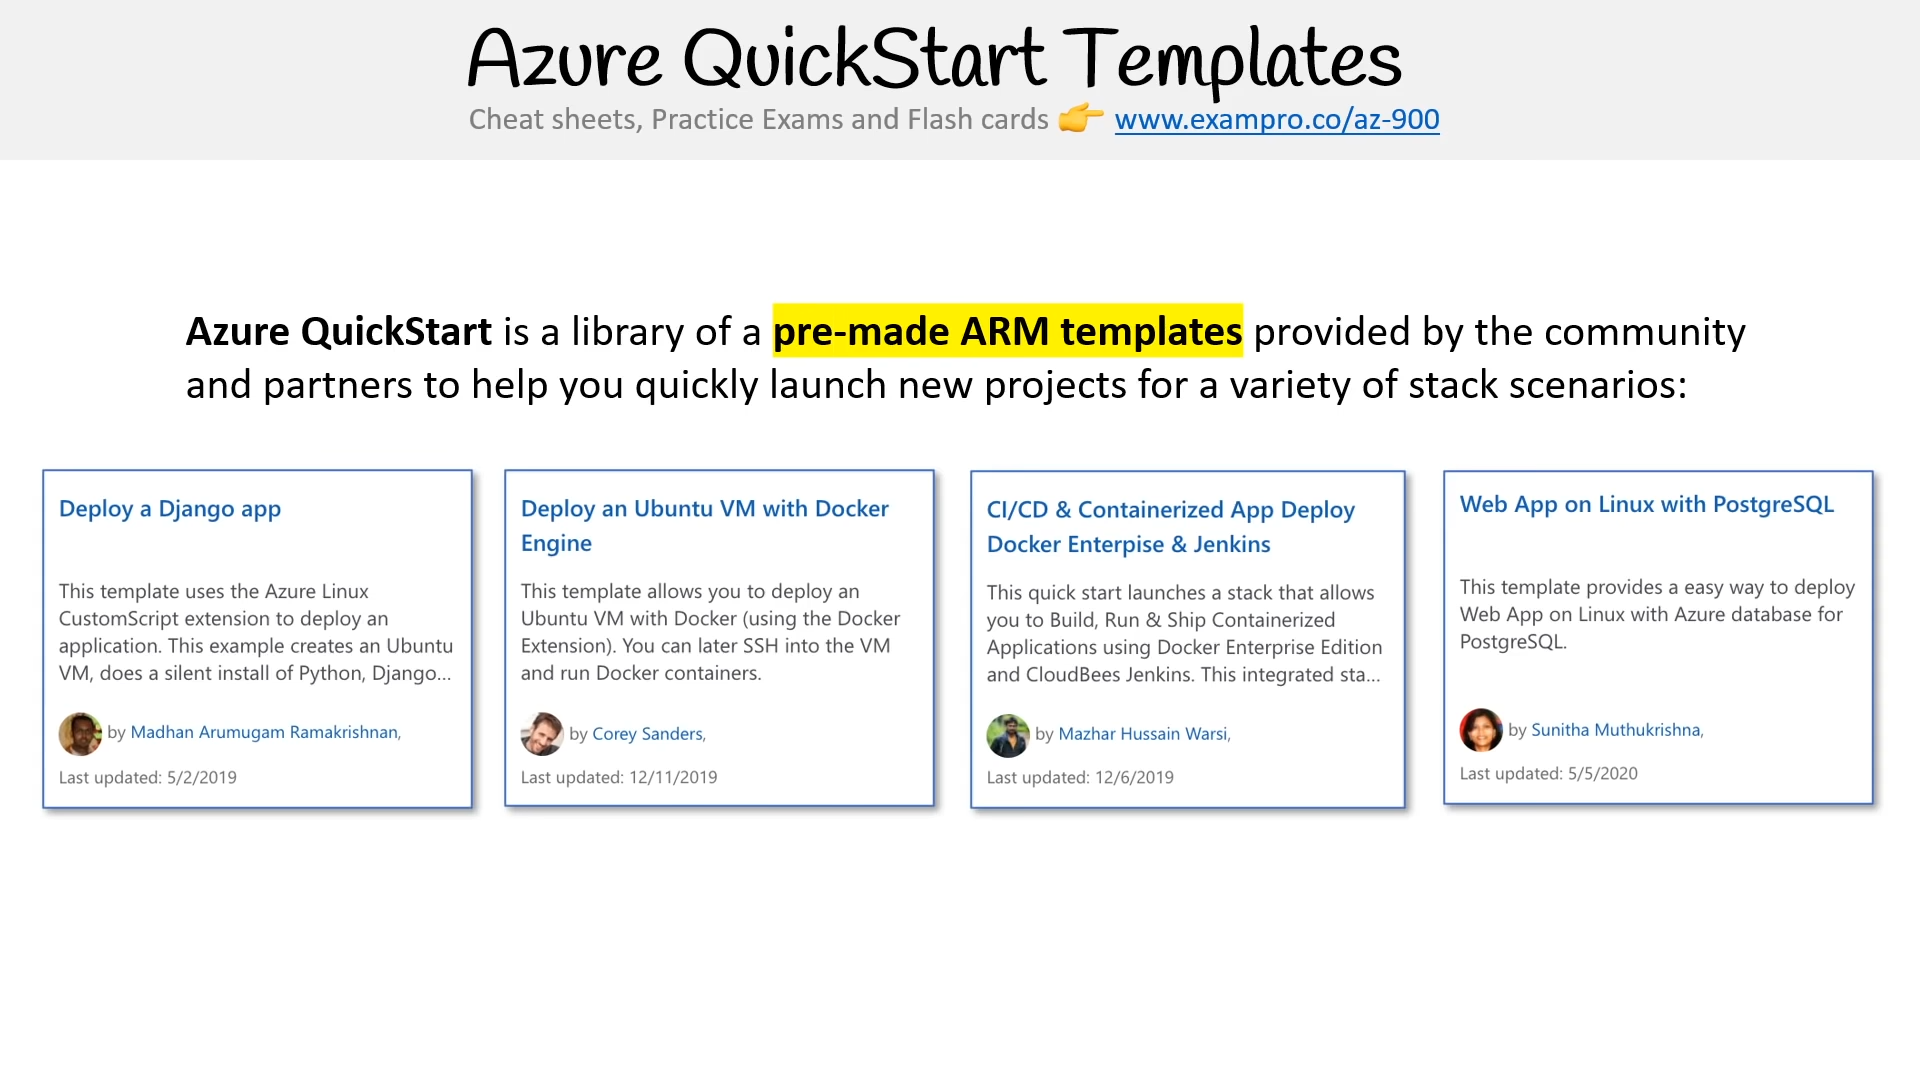 Azure QuickStart Templates
Cheat sheets, Practice Exams and Flash cards 👉 www.exampro.co/az-900
Azure QuickStart is a library of a pre-made ARM templates provided by the community
and partners to help you quickly launch new projects for a variety of stack scenarios:
Deploy a Django app
This template uses the Azure Linux
CustomScript extension to deploy an
application. This example creates an Ubuntu
VM, does a silent install of Python, Django...
by Madhan Arumugam Ramakrishnan,
Last updated: 5/2/2019
Deploy an Ubuntu VM with Docker
Engine
This template allows you to deploy an
Ubuntu VM with Docker (using the Docker
Extension). You can later SSH into the VM
and run Docker containers.
by Corey Sanders,
Last updated: 12/11/2019
CI/CD & Containerized App Deploy
Docker Enterpise & Jenkins
This quick start launches a stack that allows
you to Build, Run & Ship Containerized
Applications using Docker Enterprise Edition
and CloudBees Jenkins. This integrated sta...
by Mazhar Hussain Warsi,
Last updated: 12/6/2019
Web App on Linux with PostgreSQL
This template provides a easy way to deploy
Web App on Linux with Azure database for
PostgreSQL.
by Sunitha Muthukrishna,
Last updated: 5/5/2020